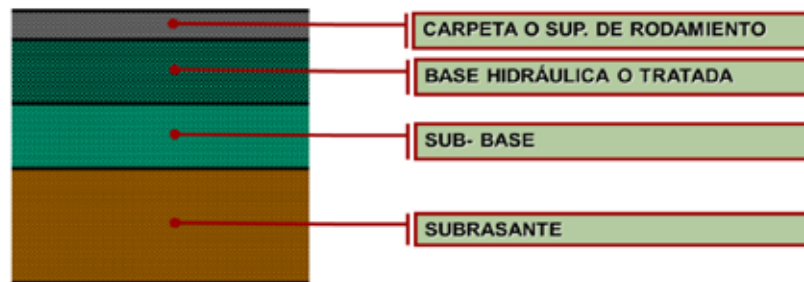 CARPETA O SUP. DE RODAMIENTO
BASE HIDRÁULICA O TRATADA
SUB- BASE
SUBRASANTE